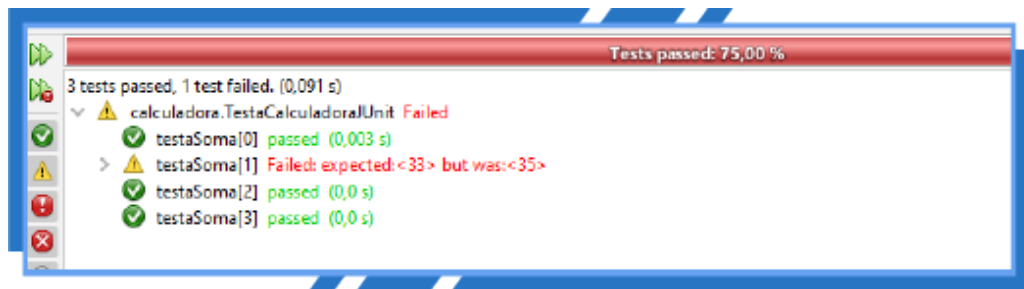 Tests passed: 75,00 %
3 tests passed, 1 test failed. (0,091 s)
calculadora.TestaCalculadoraJUnit Failed
testaSoma[0] passed (0,003 s)
testaSoma[1] Failed: expected:<33> but was:<35>
testaSoma[2] passed (0,0 s)
testaSoma[3] passed (0,0 s)